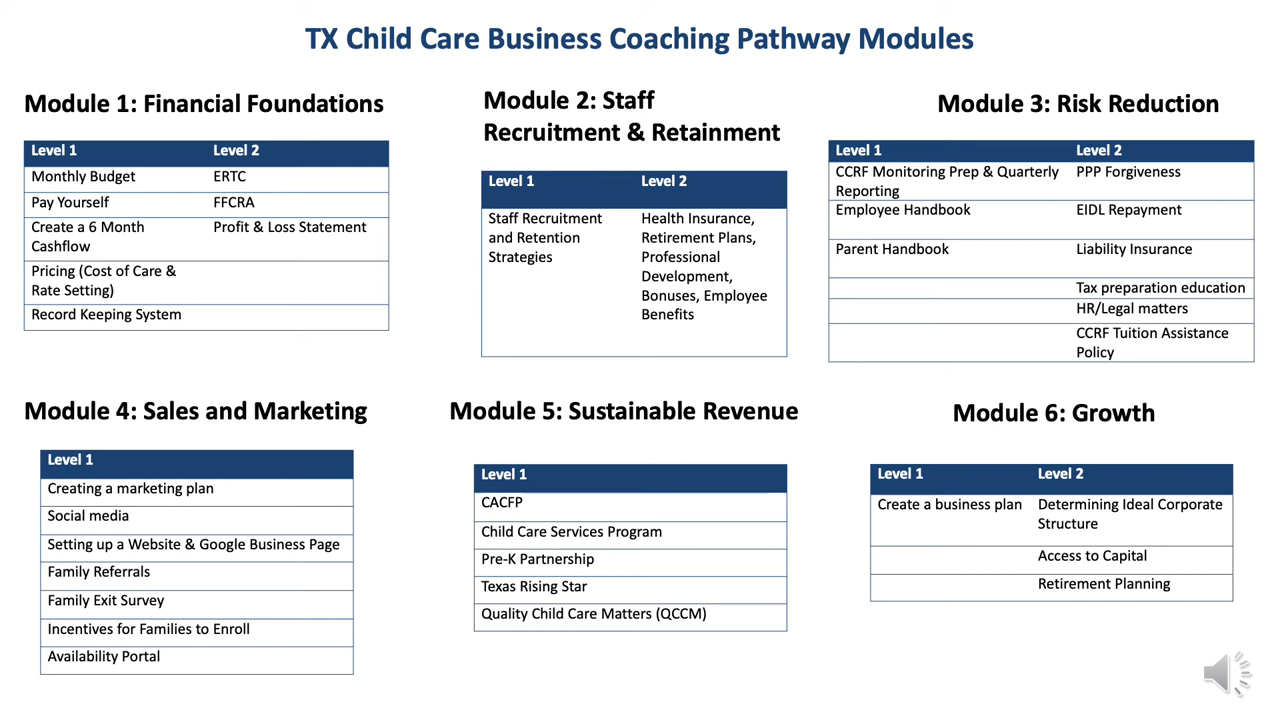 TX Child Care Business Coaching Pathway Modules
Module 1: Financial Foundations
Level 1 Level 2
Monthly Budget ERTC
Pay Yourself FFCRA
Create a 6 Month Profit & Loss Statement
Cashflow
Pricing (Cost of Care &
Rate Setting)
Record Keeping System
Module 2: Staff
Recruitment & Retainment
Level 1 Level 2
Staff Recruitment Health Insurance,
and Retention Retirement Plans,
Strategies Professional
Development,
Bonuses, Employee
Benefits
Module 3: Risk Reduction
Level 1 Level 2
CCRF Monitoring Prep & Quarterly PPP Forgiveness
Reporting
Employee Handbook EIDL Repayment
Parent Handbook Liability Insurance
Tax preparation education
HR/Legal matters
CCRF Tuition Assistance
Policy
Module 4: Sales and Marketing
Level 1
Creating a marketing plan
Social media
Setting up a Website & Google Business Page
Family Referrals
Family Exit Survey
Incentives for Families to Enroll
Availability Portal
Module 5: Sustainable Revenue
Level 1
CACFP
Child Care Services Program
Pre-K Partnership
Texas Rising Star
Quality Child Care Matters (QCCM)
Module 6: Growth
Level 1 Level 2
Create a business plan Determining Ideal Corporate
Structure
Access to Capital
Retirement Planning